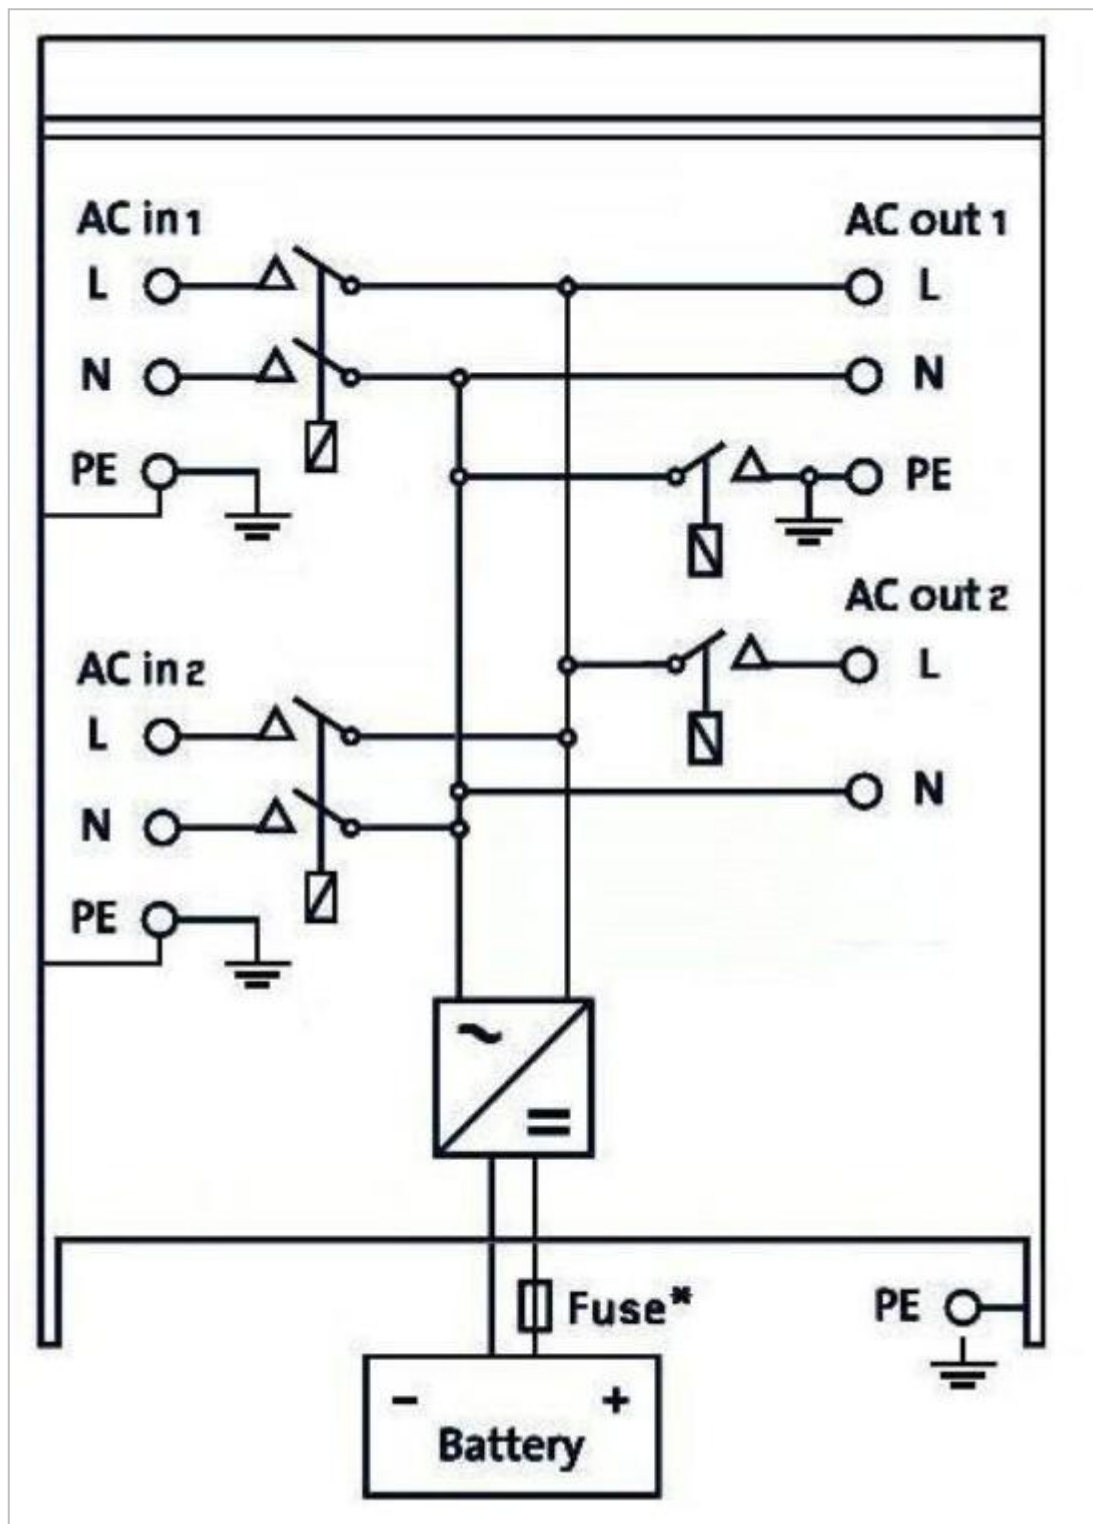 AC in 1
AC out 1
L
L
N
N
PE
PE
AC out 2
AC in 2
L
L
N
N
PE
~
=
Fuse*
PE
- +
Battery